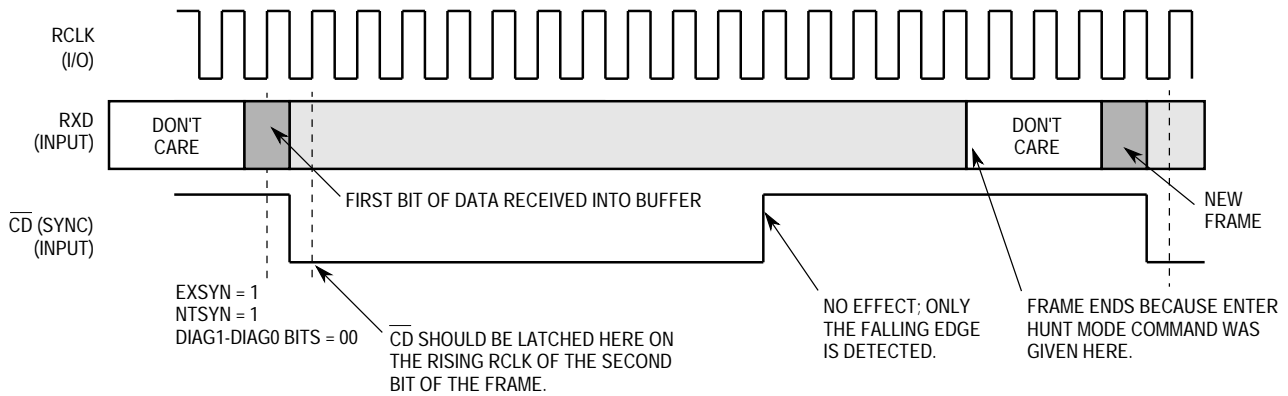 RCLK
(I/O)
RXD
(INPUT)
DON'T
CARE
DON'T
CARE
FIRST BIT OF DATA RECEIVED INTO BUFFER
NEW
FRAME
CD (SYNC)
(INPUT)
EXSYN = 1
NTSYN = 1
DIAG1-DIAG0 BITS = 00
CD SHOULD BE LATCHED HERE ON
THE RISING RCLK OF THE SECOND
BIT OF THE FRAME.
NO EFFECT; ONLY
THE FALLING EDGE
IS DETECTED.
FRAME ENDS BECAUSE ENTER
HUNT MODE COMMAND WAS
GIVEN HERE.